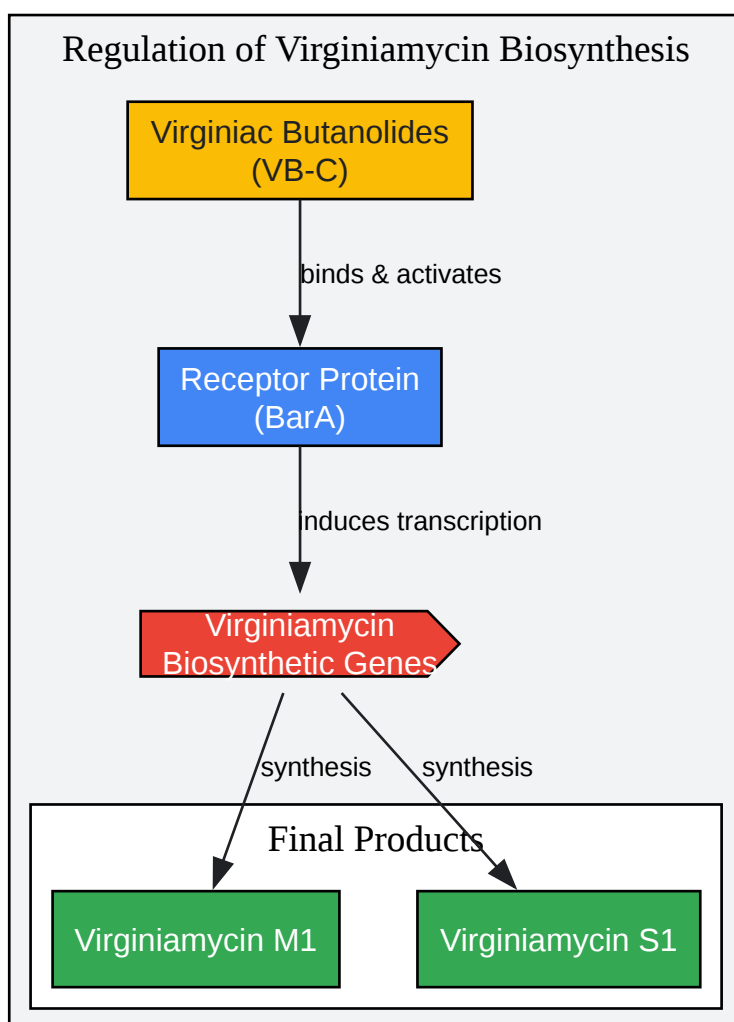 Regulation of Virginiamycin Biosynthesis
Virginiac Butanolides
(VB-C)
binds & activates
Receptor Protein
(BarA)
induces transcription
Virginiamycin
Biosynthetic Genes
synthesis
synthesis
Final Products
Virginiamycin M1
Virginiamycin S1